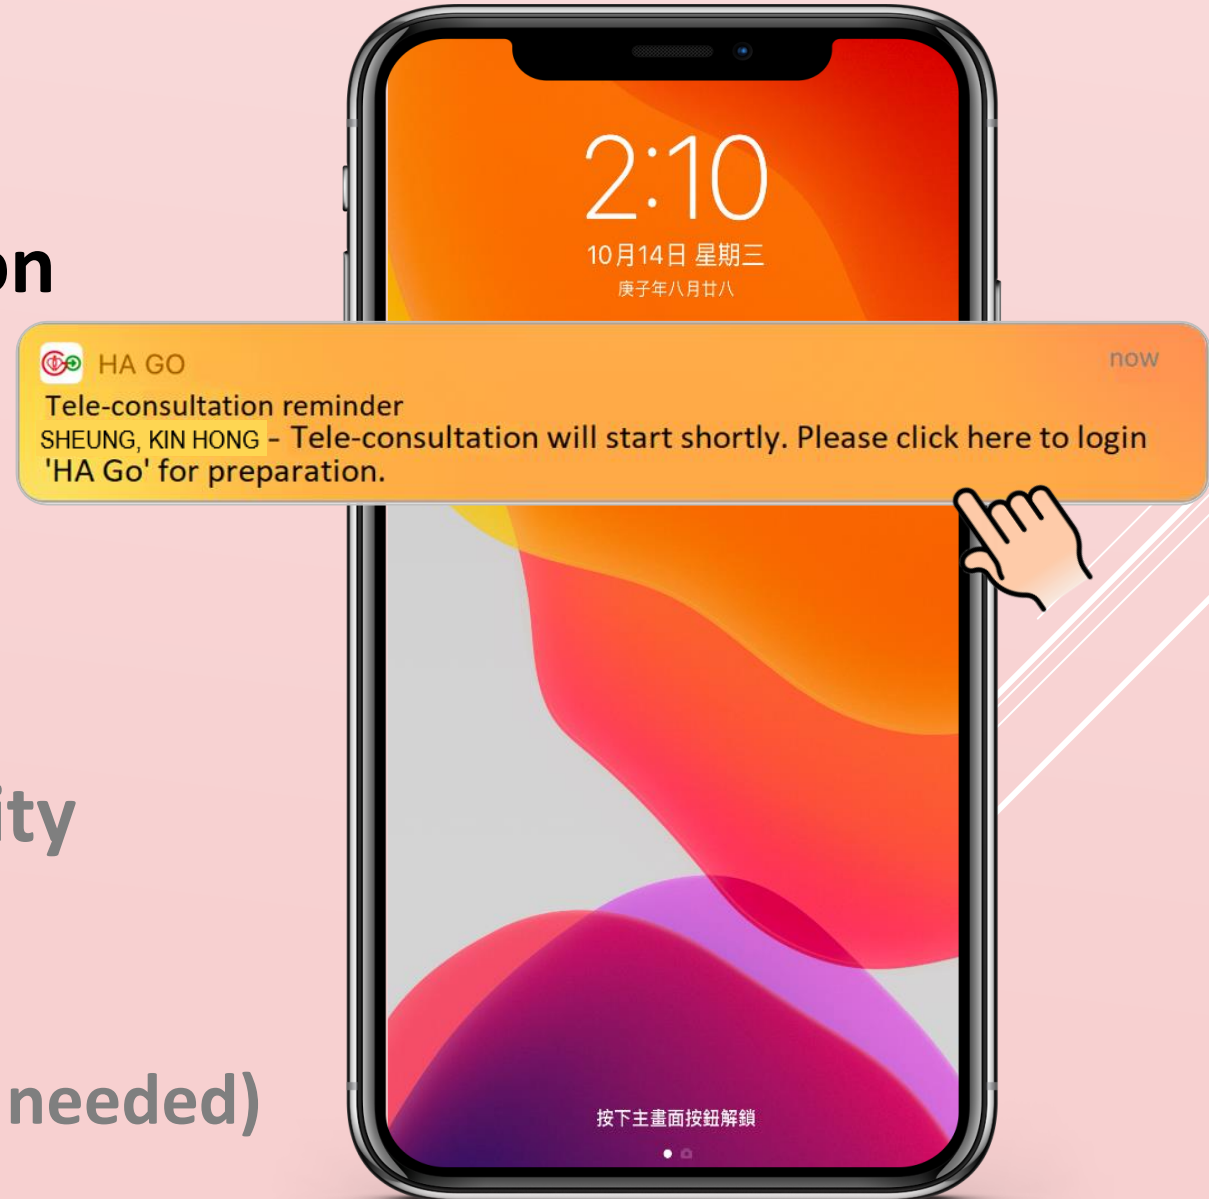 2:10
10月14日 星期三
庚子年八月廿八
on
HA GO
now
Tele-consultation reminder
SHEUNG, KIN HONG - Tele-consultation will start shortly. Please click here to login
'HA Go' for preparation.
ity
needed)
按下主畫面按鈕解鎖